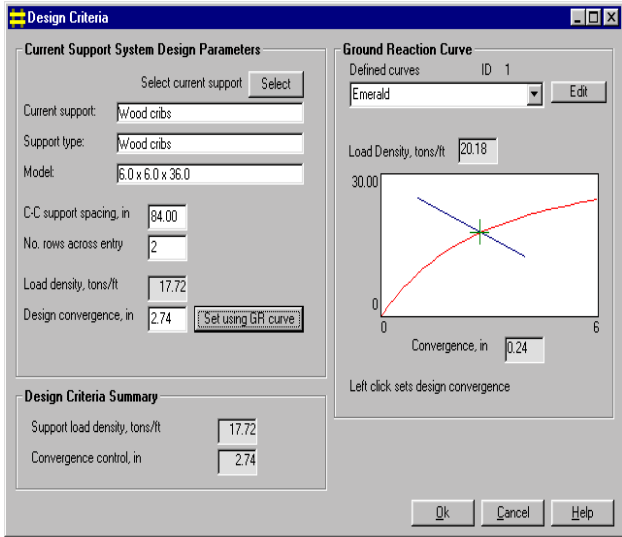 Design Criteria
Current Support System Design Parameters
Select current support Select
Current support: Wood cribs
Support type: Wood cribs
Model: 6.0 x 6.0 x 36.0
C-C support spacing, in 84.00
No. rows across entry 2
Load density, tons/ft 17.72
Design convergence, in 2.74 Set using GR curve
Design Criteria Summary
Support load density, tons/ft 17.72
Convergence control, in 2.74
Ground Reaction Curve
Defined curves ID 1
Emerald Edit
Load Density, tons/ft 20.18
30.00
0
0 6
Convergence, in 0.24
Left click sets design convergence
Ok Cancel Help